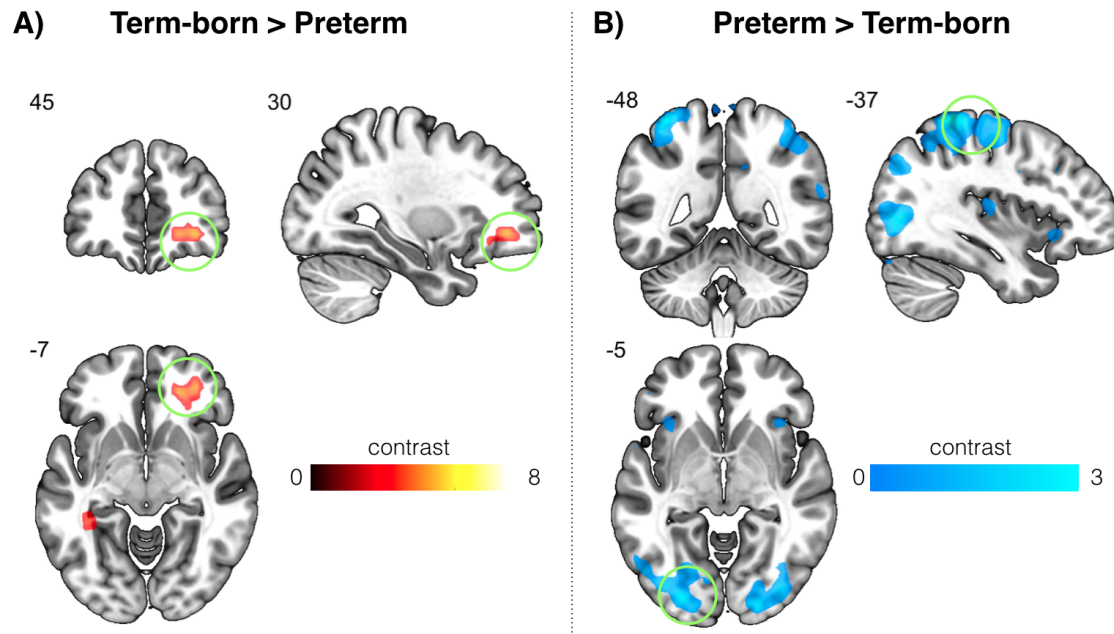 A) Term-born > Preterm
45
30
-7
contrast
0 8
B) Preterm > Term-born
-48
-37
-5
contrast
0 3